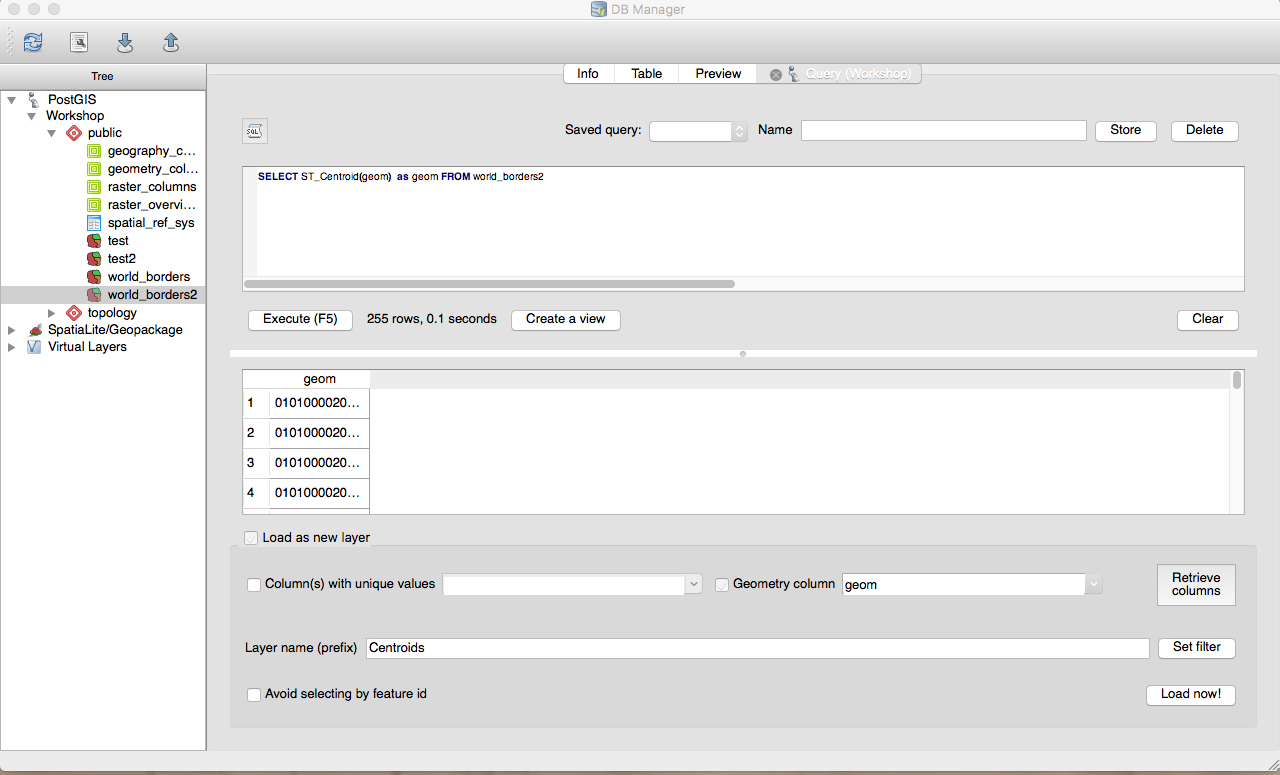 DB Manager
Tree
Info Table Preview Query (Workshop)
PostGIS
Workshop
public
geography_c...
geometry_col...
raster_columns
raster_overvi...
spatial_ref_sys
test
test2
world_borders
world_borders2
topology
SpatiaLite/Geopackage
Virtual Layers
SQL
Saved query: Name Store Delete
SELECT ST_Centroid(geom) as geom FROM world_borders2
Execute (F5) 255 rows, 0.1 seconds Create a view Clear
geom
1 0101000020...
2 0101000020...
3 0101000020...
4 0101000020...
Load as new layer
Column(s) with unique values Geometry column geom Retrieve
columns
Layer name (prefix) Centroids Set filter
Avoid selecting by feature id Load now!